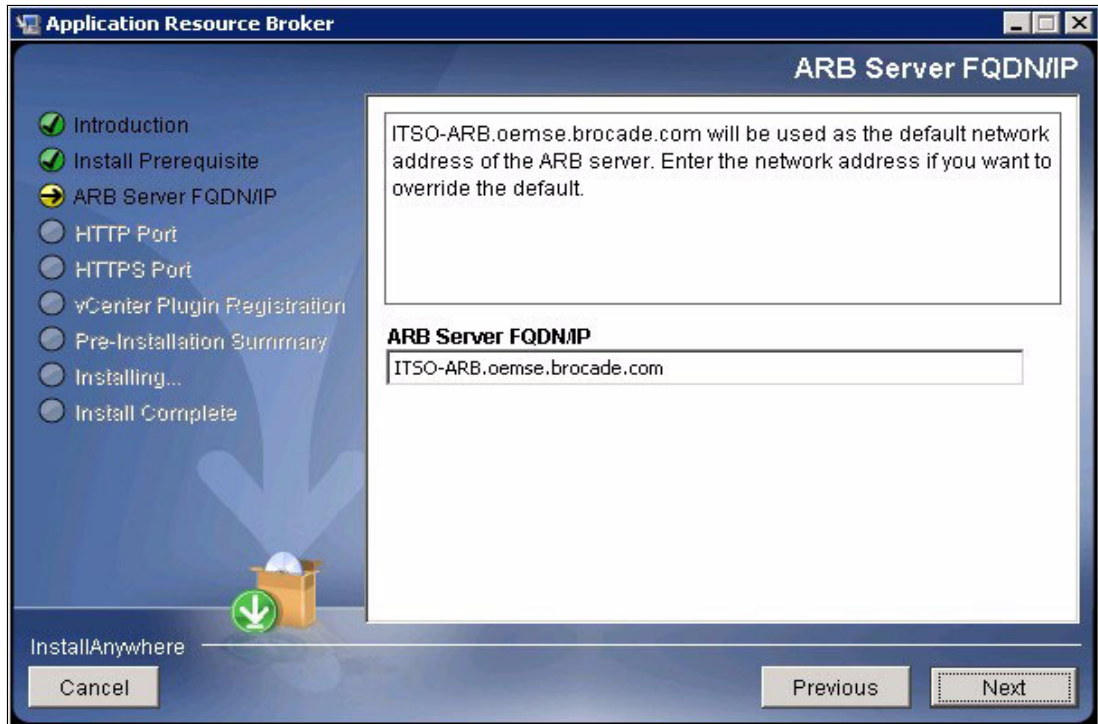 Application Resource Broker
ARB Server FQDN/IP
Introduction
Install Prerequisite
ARB Server FQDN/IP
HTTP Port
HTTPS Port
vCenter Plugin Registration
Pre-Installation Summary
Installing...
Install Complete
ITSO-ARB.oemse.brocade.com will be used as the default network
address of the ARB server. Enter the network address if you want to
override the default.
ARB Server FQDN/IP
ITSO-ARB.oemse.brocade.com
InstallAnywhere
Cancel
Previous
Next